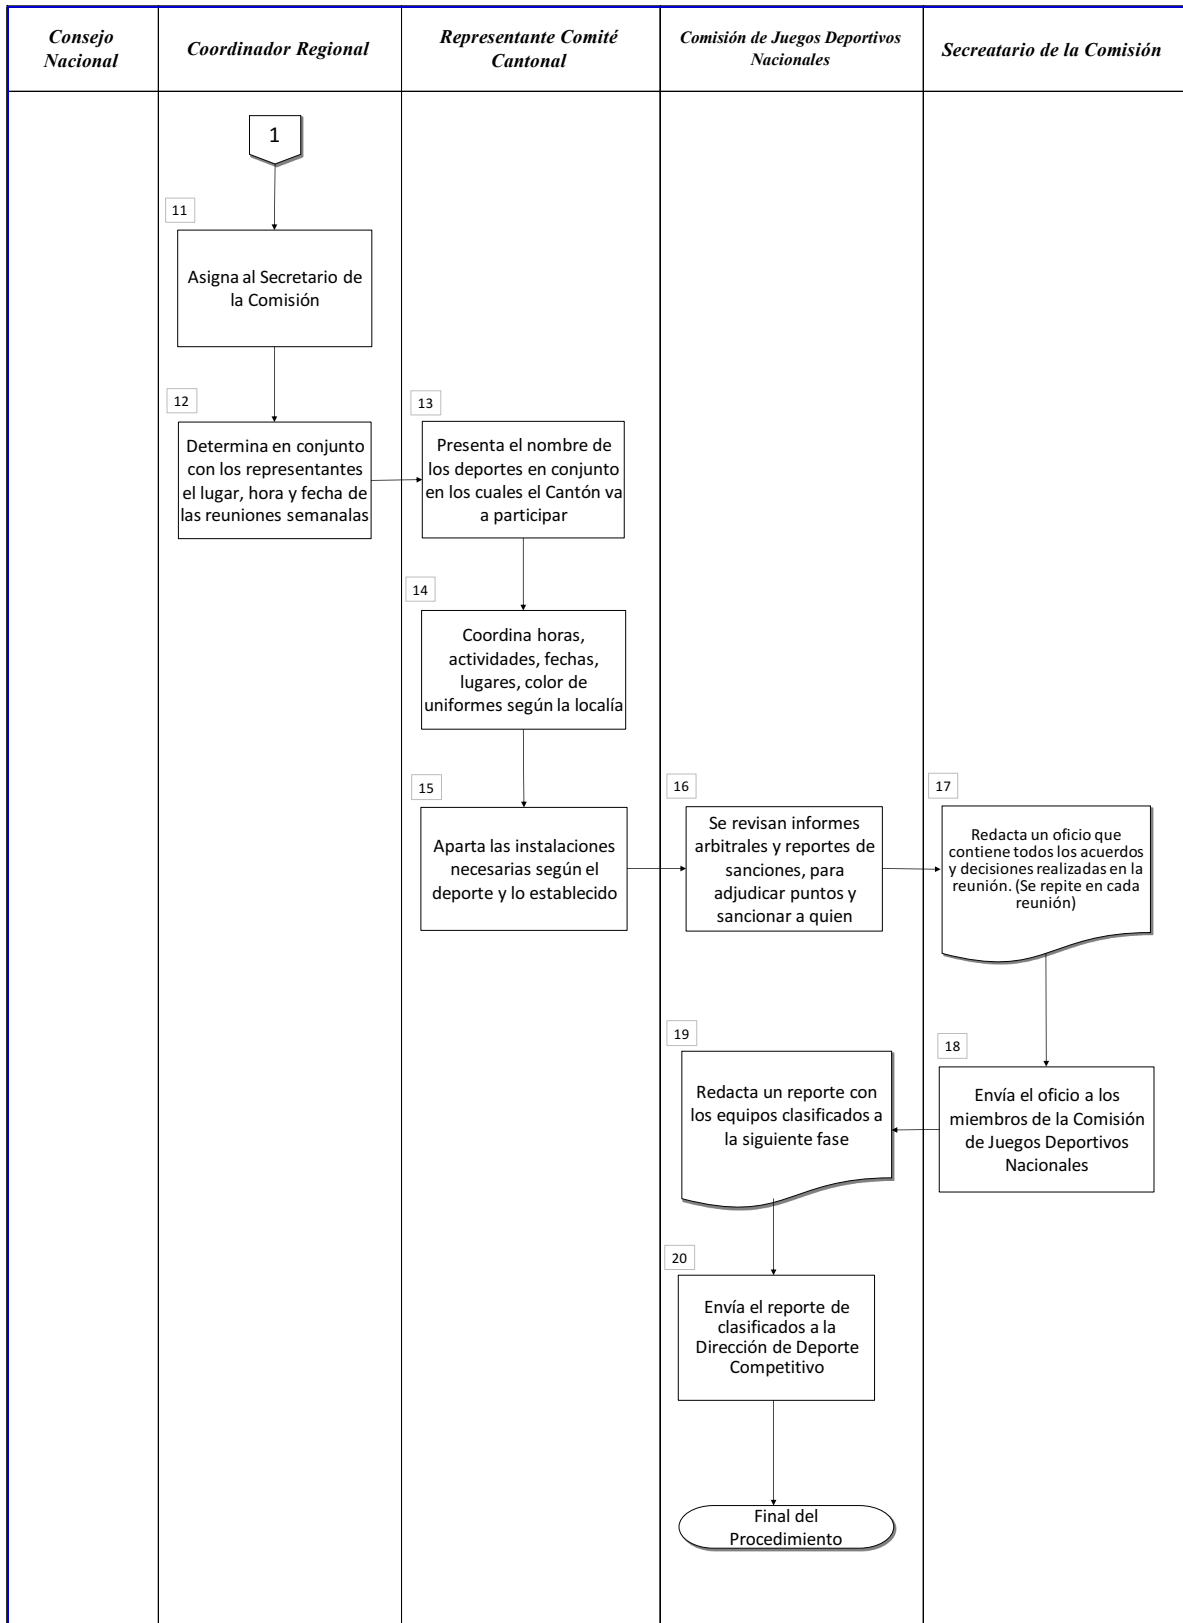 Consejo
Nacional
Coordinador Regional
Representante Comité
Cantonal
Comisión de Juegos Deportivos
Nacionales
Secreatario de la Comisión
1
11
Asigna al Secretario de
la Comisión
12
Determina en conjunto
con los representantes
el lugar, hora y fecha de
las reuniones semanalas
13
Presenta el nombre de
los deportes en conjunto
en los cuales el Cantón va
a participar
14
Coordina horas,
actividades, fechas,
lugares, color de
uniformes según la localía
15
Aparta las instalaciones
necesarias según el
deporte y lo establecido
16
Se revisan informes
arbitrales y reportes de
sanciones, para
adjudicar puntos y
sancionar a quien
17
Redacta un oficio que
contiene todos los acuerdos
y decisiones realizadas en la
reunión. (Se repite en cada
reunión)
18
Envía el oficio a los
miembros de la Comisión
de Juegos Deportivos
Nacionales
19
Redacta un reporte con
los equipos clasificados a
la siguiente fase
20
Envía el reporte de
clasificados a la
Dirección de Deporte
Competitivo
Final del
Procedimiento